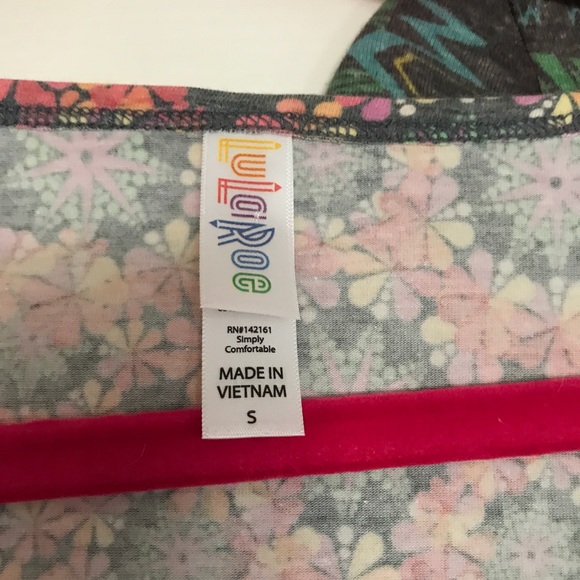 LuLaRoe
RN#142161
Simply
Comfortable
MADE IN
VIETNAM
S